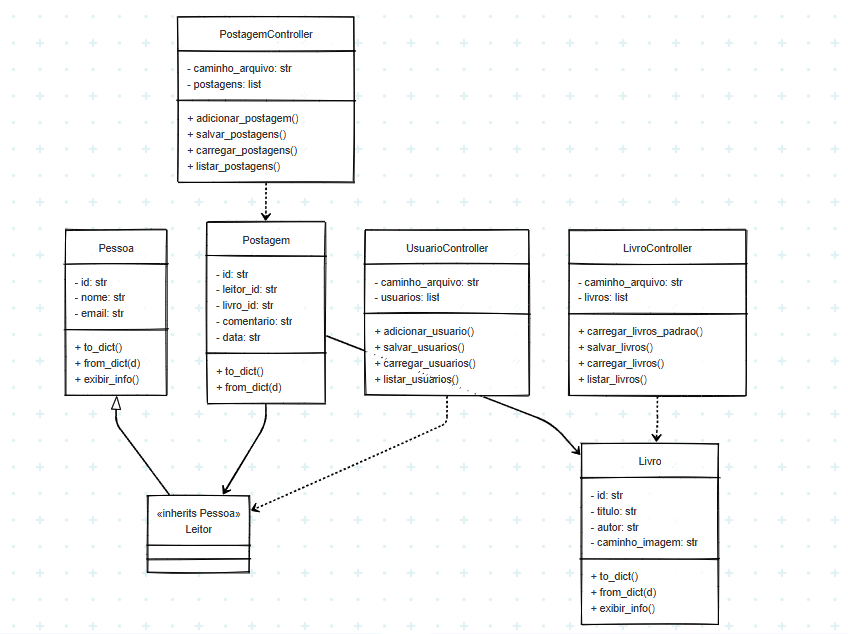 PostagemController
- caminho_arquivo: str
- postagens: list
+ adicionar_postagem()
+ salvar_postagens()
+ carregar_postagens()
+ listar_postagens()
Pessoa
- id: str
- nome: str
- email: str
+ to_dict()
+ from_dict(d)
+ exibir_info()
Postagem
- id: str
- leitor_id: str
- livro_id: str
- comentario: str
- data: str
+ to_dict()
+ from_dict(d)
UsuarioController
- caminho_arquivo: str
- usuarios: list
+ adicionar_usuario()
+ salvar_usuarios()
+ carregar_usuarios()
+ listar_usuarios()
LivroController
- caminho_arquivo: str
- livros: list
+ carregar_livros_padrao()
+ salvar_livros()
+ carregar_livros()
+ listar_livros()
«inherits Pessoa»
Leitor
Livro
- id: str
- titulo: str
- autor: str
- caminho_imagem: str
+ to_dict()
+ from_dict(d)
+ exibir_info()